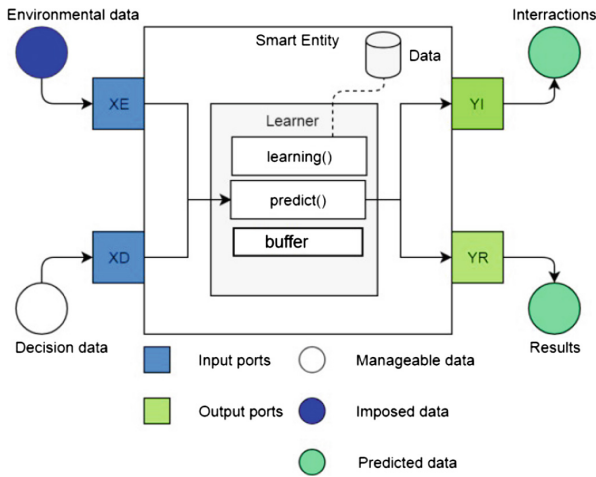 Environmental data
Interractions
Smart Entity
Data
XE
YI
Learner
learning()
predict()
buffer
XD
YR
Decision data
Results
Input ports
Manageable data
Output ports
Imposed data
Predicted data